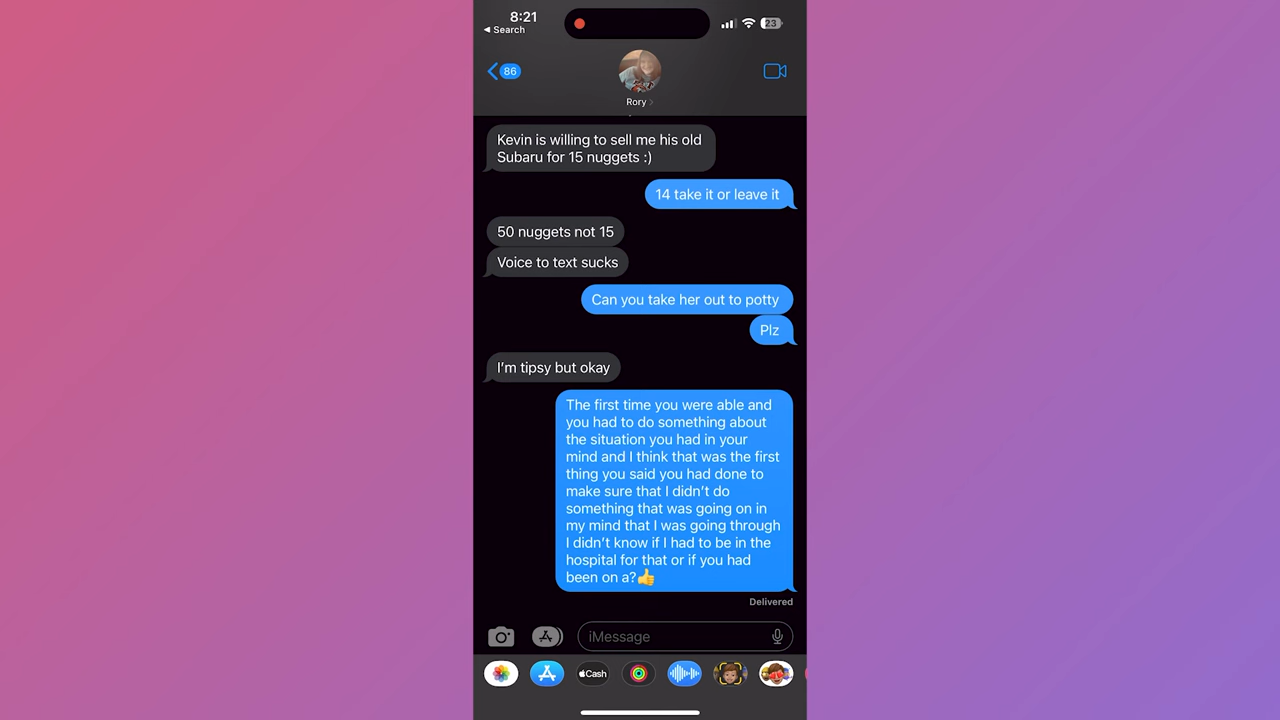 8:21
23
◀ Search
86
Rory
Kevin is willing to sell me his old
Subaru for 15 nuggets :)
14 take it or leave it
50 nuggets not 15
Voice to text sucks
Can you take her out to potty
Plz
I'm tipsy but okay
The first time you were able and
you had to do something about
the situation you had in your
mind and I think that was the first
thing you said you had done to
make sure that I didn't do
something that was going on in
my mind that I was going through
I didn't know if I had to be in the
hospital for that or if you had
been on a?👍
Delivered
iMessage
Cash